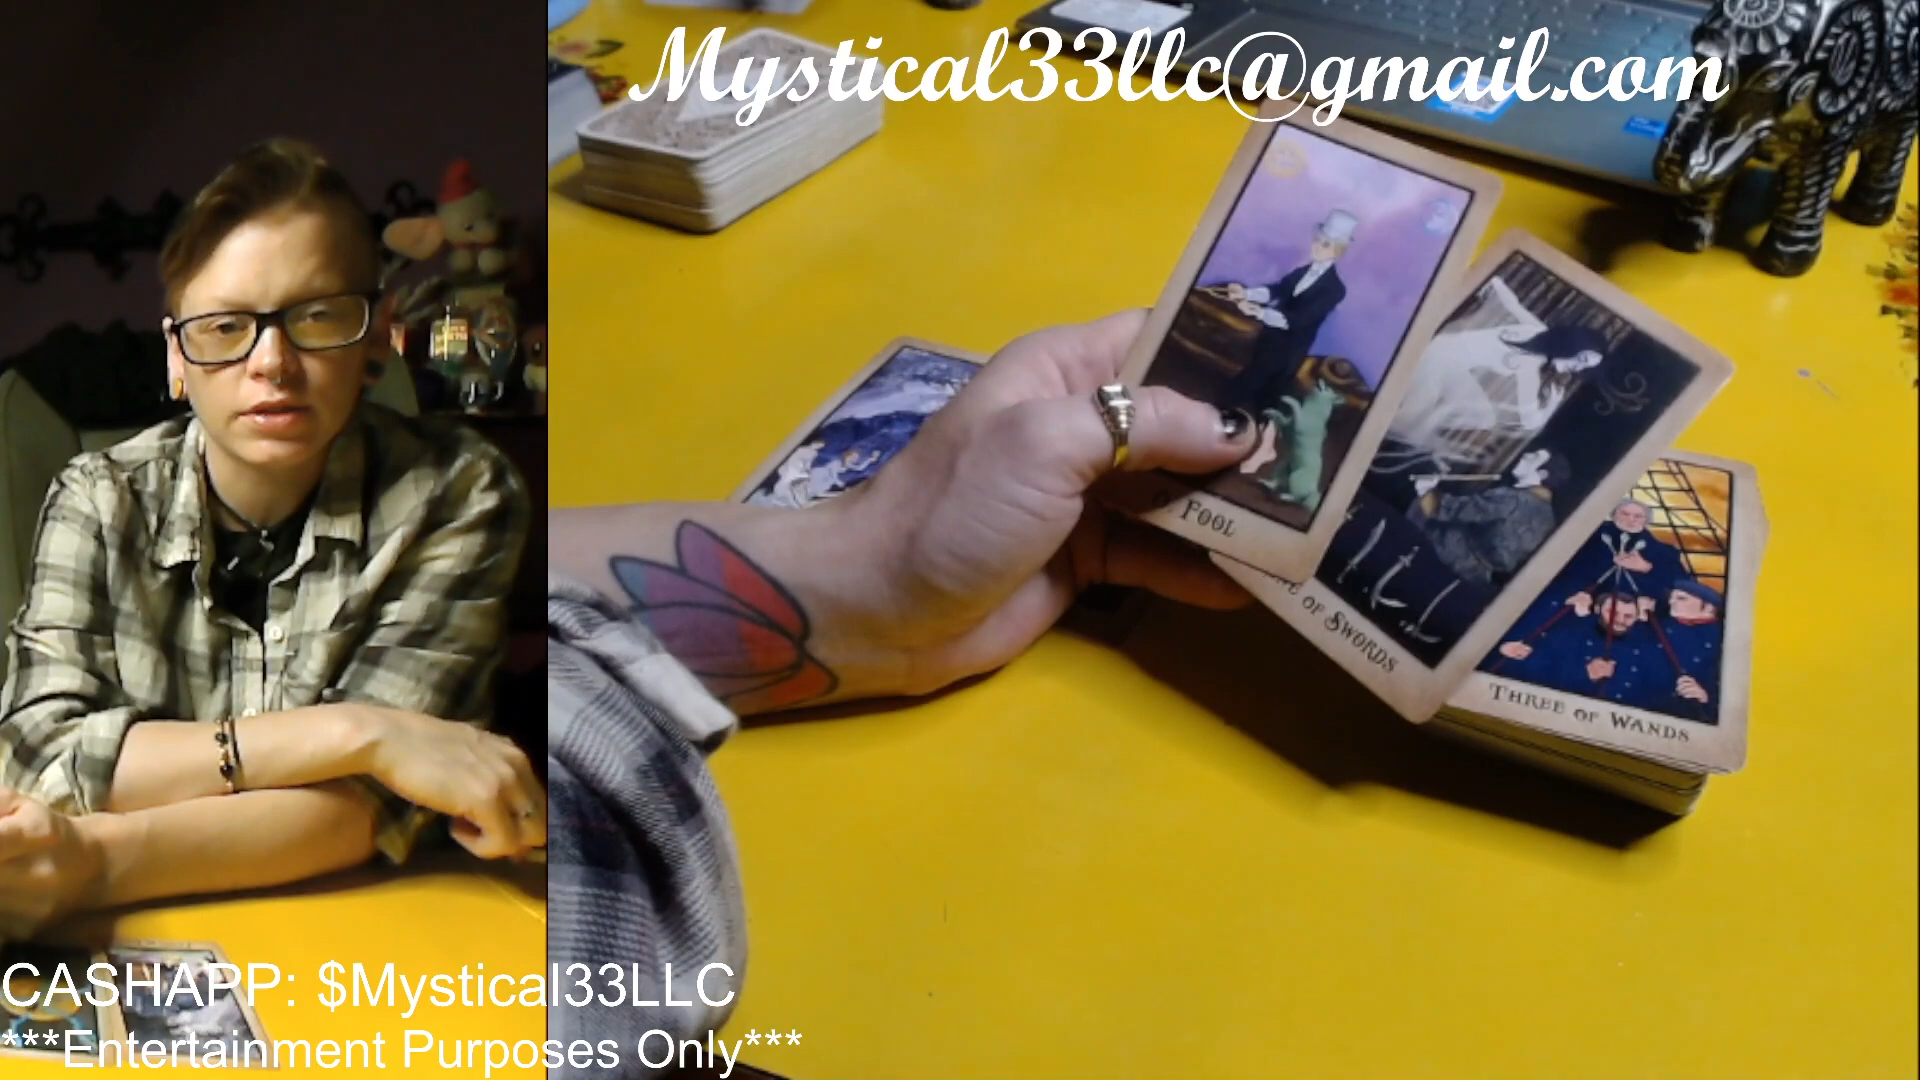 Mystical33llc@gmail.com
FOOL
OF SWORDS
THREE OF WANDS
CASHAPP: $Mystical33LLC
***Entertainment Purposes Only***